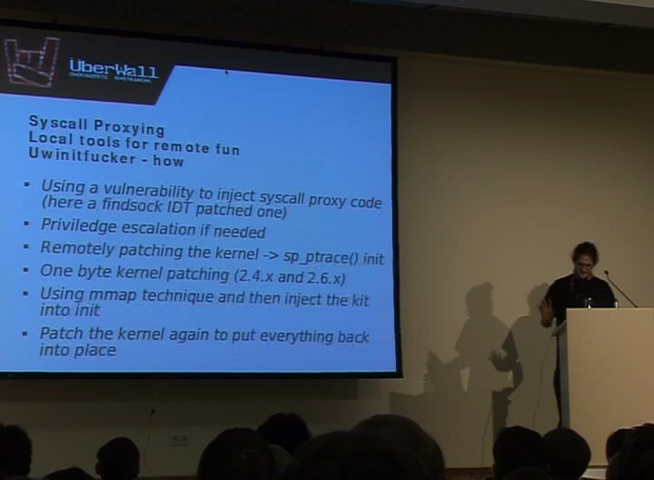 UberWall
Syscall Proxying
Local tools for remote fun
Uwinitfucker - how
Using a vulnerability to inject syscall proxy code
(here a findsock IDT patched one)
Priviledge escalation if needed
Remotely patching the kernel -> sp_ptrace() init
One byte kernel patching (2.4.x and 2.6.x)
Using mmap technique and then inject the kit
into init
Patch the kernel again to put everything back
into place